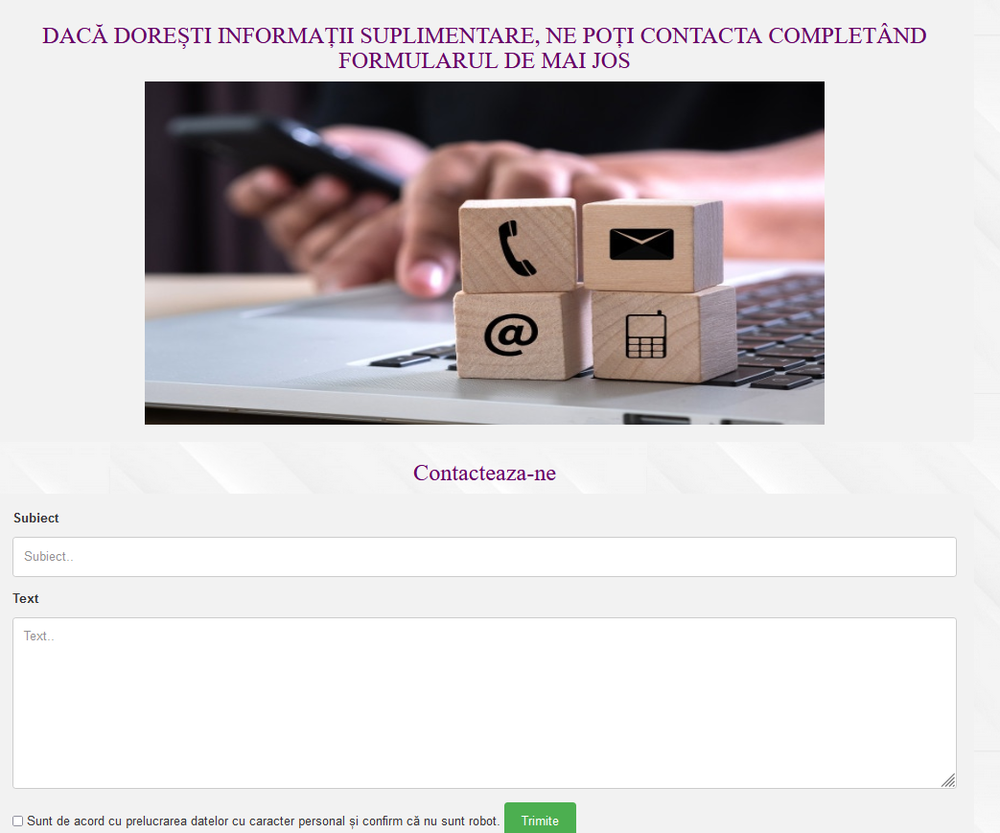 DACĂ DOREȘTI INFORMAȚII SUPLIMENTARE, NE POȚI CONTACTA COMPLETÂND
FORMULARUL DE MAI JOS
@
Contacteaza-ne
Subiect
Subiect..
Text
Text..
Sunt de acord cu prelucrarea datelor cu caracter personal și confirm că nu sunt robot. Trimite